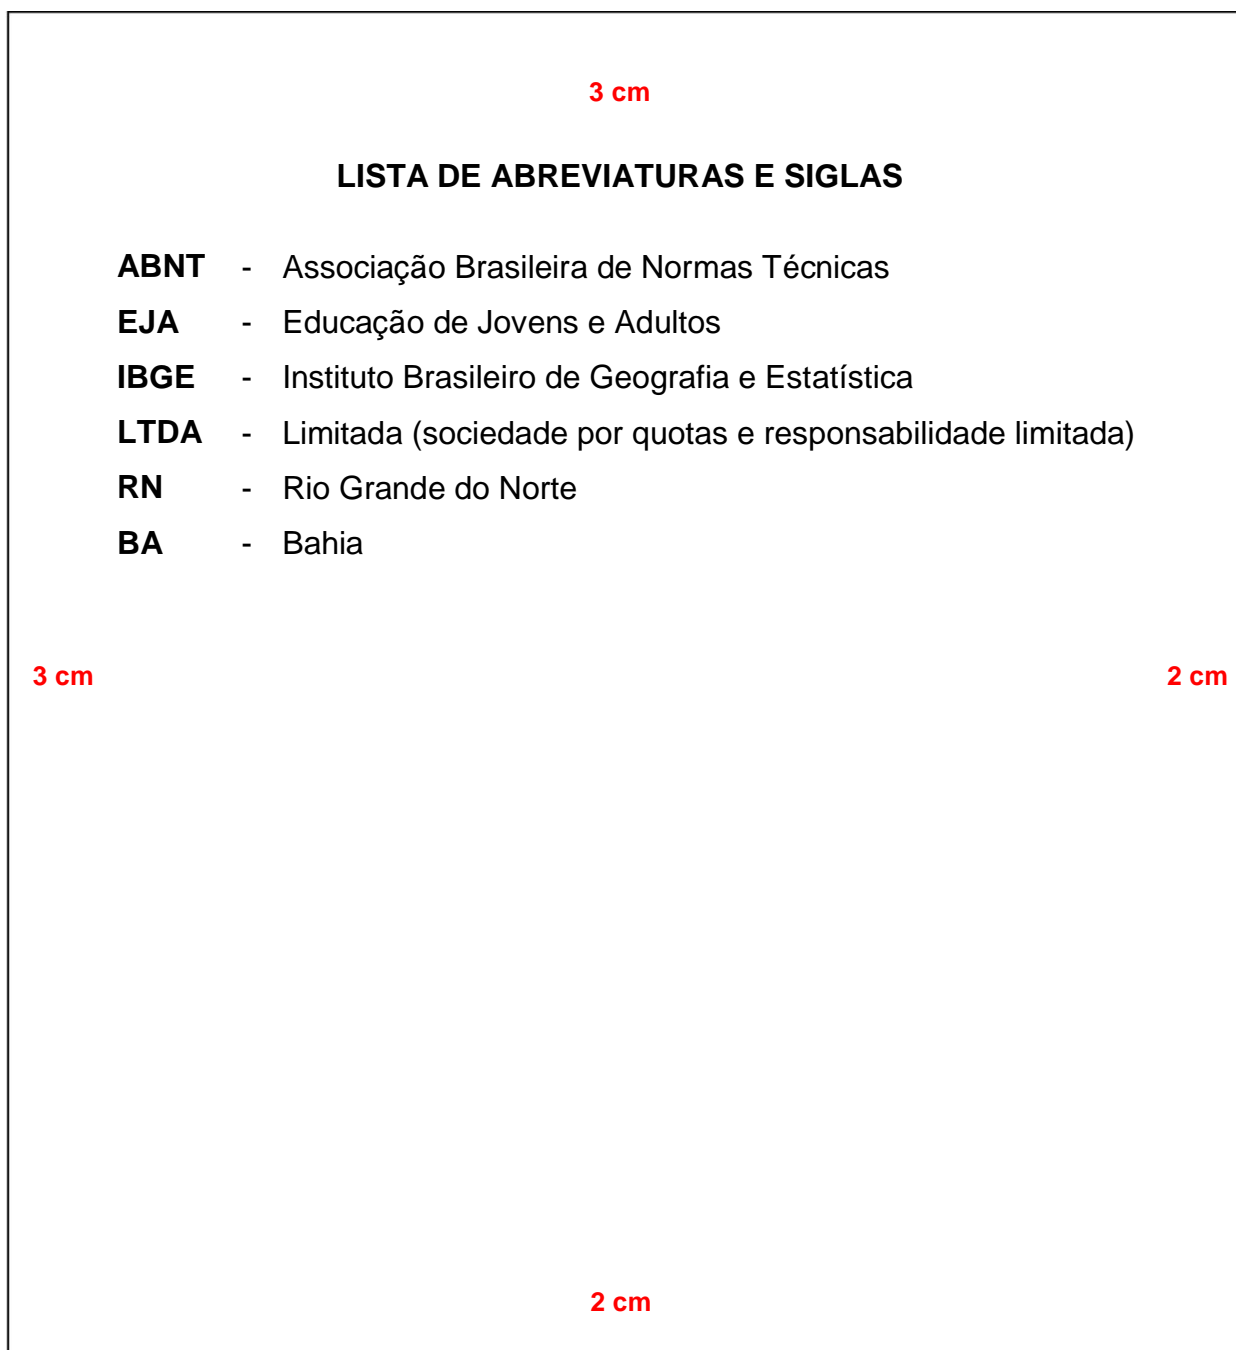 3 cm
LISTA DE ABREVIATURAS E SIGLAS
ABNT - Associação Brasileira de Normas Técnicas
EJA - Educação de Jovens e Adultos
IBGE - Instituto Brasileiro de Geografia e Estatística
LTDA - Limitada (sociedade por quotas e responsabilidade limitada)
RN - Rio Grande do Norte
BA - Bahia
3 cm 2 cm
2 cm